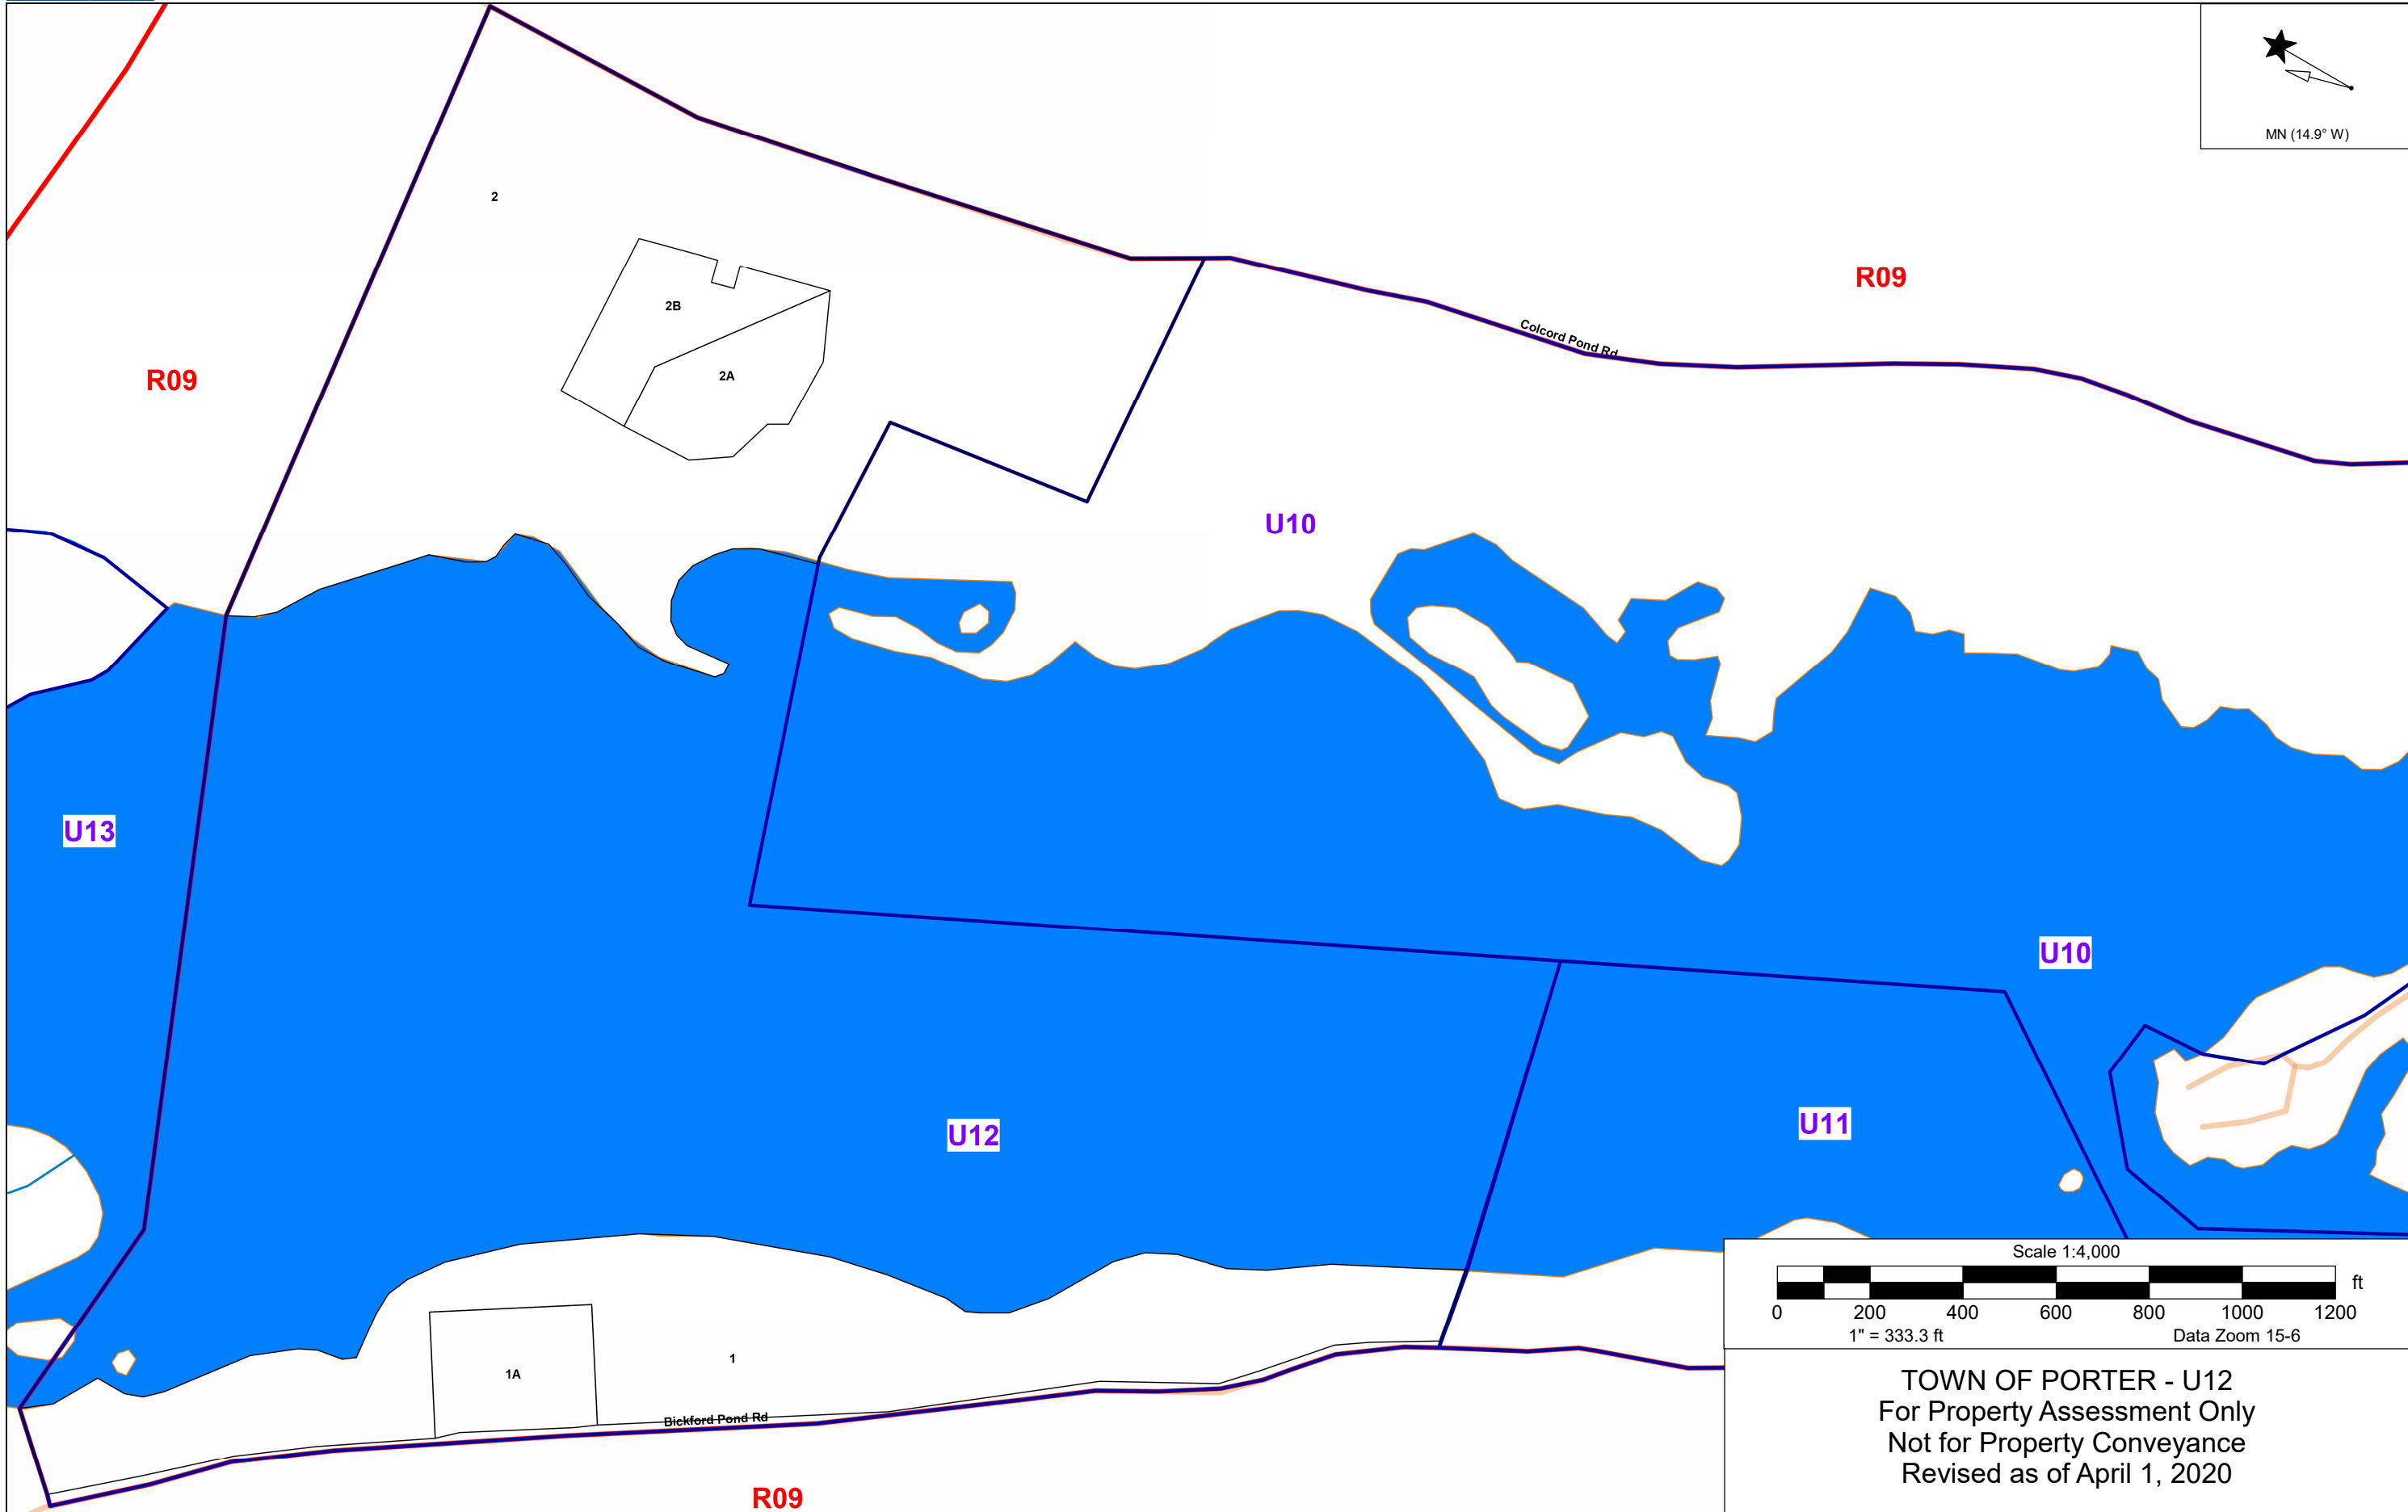 MN (14.9° W)
2
R09
2B
Colcord Pond Rd
2A
R09
U10
U13
U10
U11
U12
Scale 1:4,000
ft
0 200 400 600 800 1000 1200
1" = 333.3 ft Data Zoom 15-6
1
1A
TOWN OF PORTER - U12
For Property Assessment Only
Bickford Pond Rd
Not for Property Conveyance
Revised as of April 1, 2020
R09